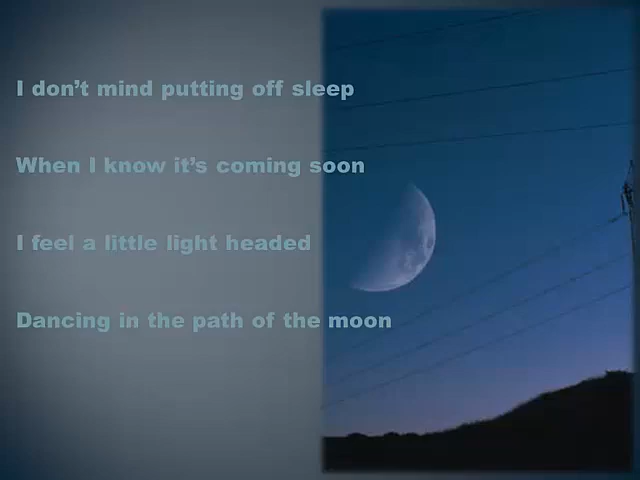 I don’t mind putting off sleep
When I know it’s coming soon
I feel a little light headed
Dancing in the path of the moon